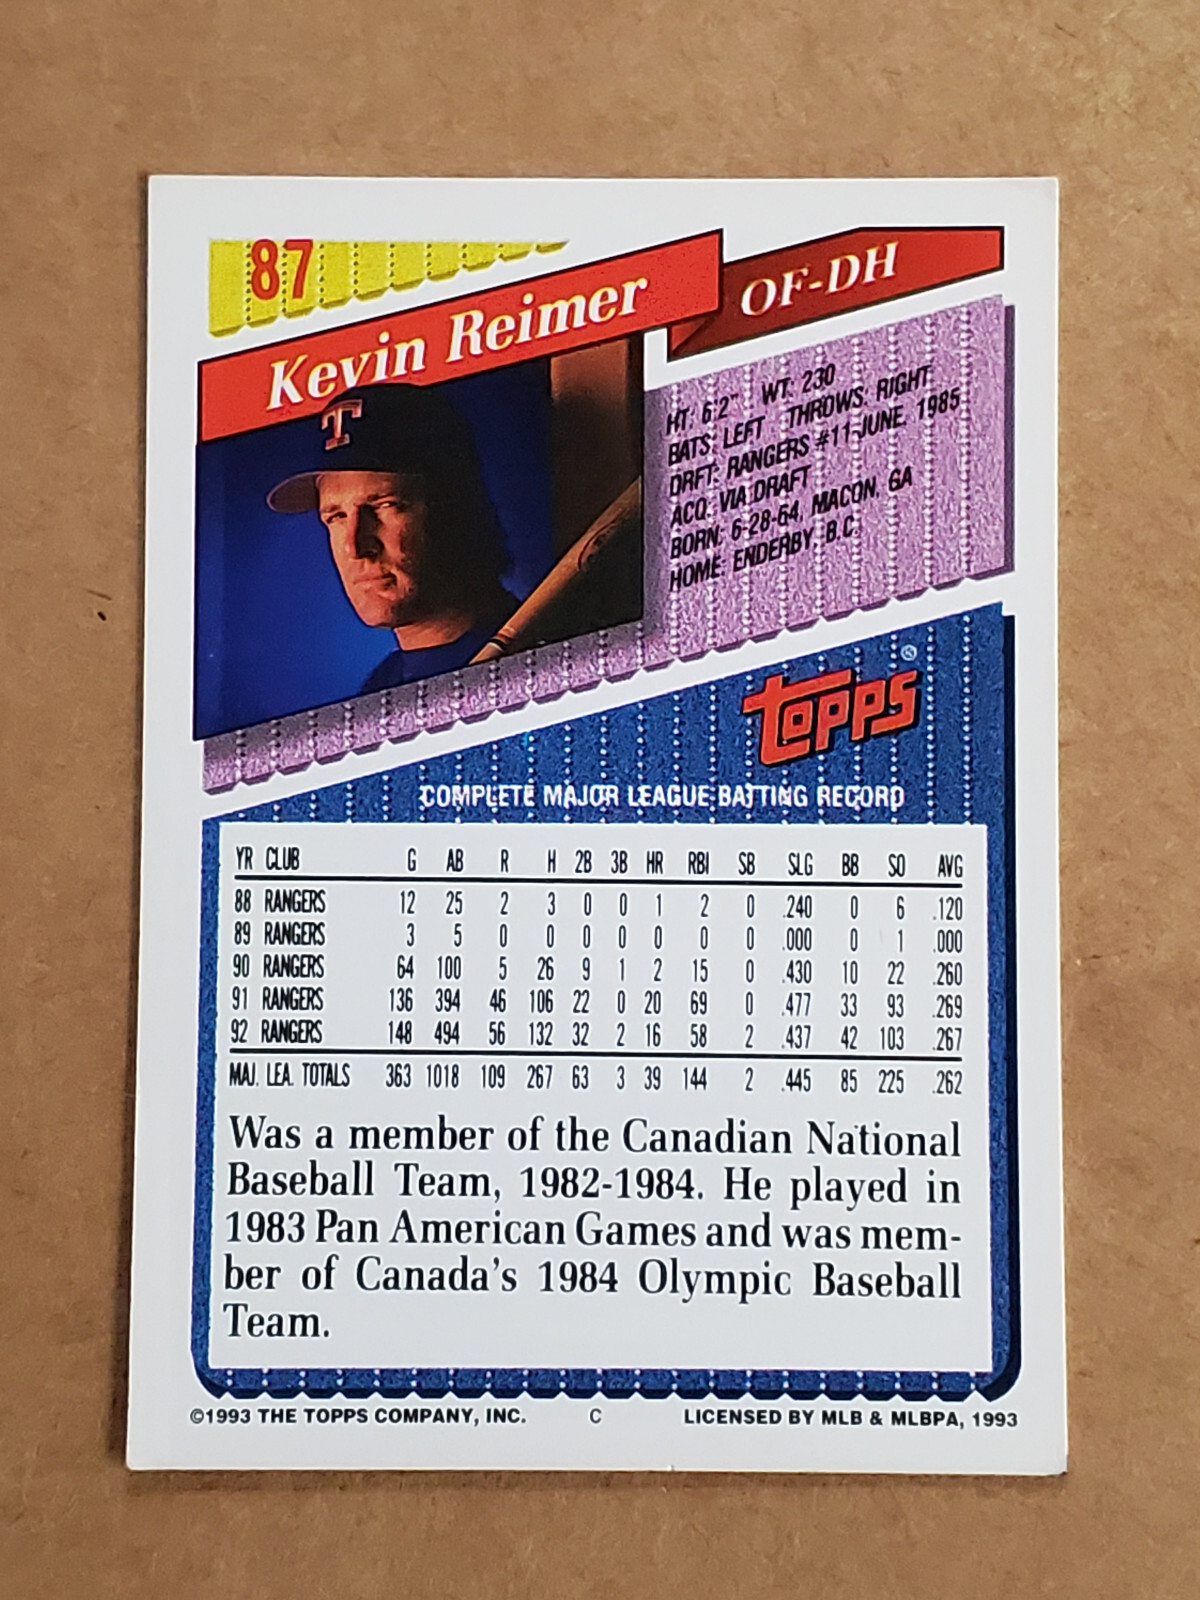 87
Kevin Reimer
OF-DH
T
HT: 6'2" WT: 230
BATS: LEFT THROWS: RIGHT
DRFT: RANGERS #11-JUNE, 1985
ACQ: VIA DRAFT
BORN: 6-28-64, MACON, GA
HOME: ENDERBY, B.C.
TOPPS ®
COMPLETE MAJOR LEAGUE BATTING RECORD
YR CLUB G AB R H 2B 3B HR RBI SB SLG BB SO AVG
88 RANGERS 12 25 2 3 0 0 1 2 0 .240 0 6 .120
89 RANGERS 3 5 0 0 0 0 0 0 0 .000 0 1 .000
90 RANGERS 64 100 5 26 9 1 2 15 0 .430 10 22 .260
91 RANGERS 136 394 46 106 22 0 20 69 0 .477 33 93 .269
92 RANGERS 148 494 56 132 32 2 16 58 2 .437 42 103 .267
MAJ. LEA. TOTALS 363 1018 109 267 63 3 39 144 2 .445 85 225 .262
Was a member of the Canadian National
Baseball Team, 1982-1984. He played in
1983 Pan American Games and was mem-
ber of Canada's 1984 Olympic Baseball
Team.
©1993 THE TOPPS COMPANY, INC. C LICENSED BY MLB & MLBPA, 1993